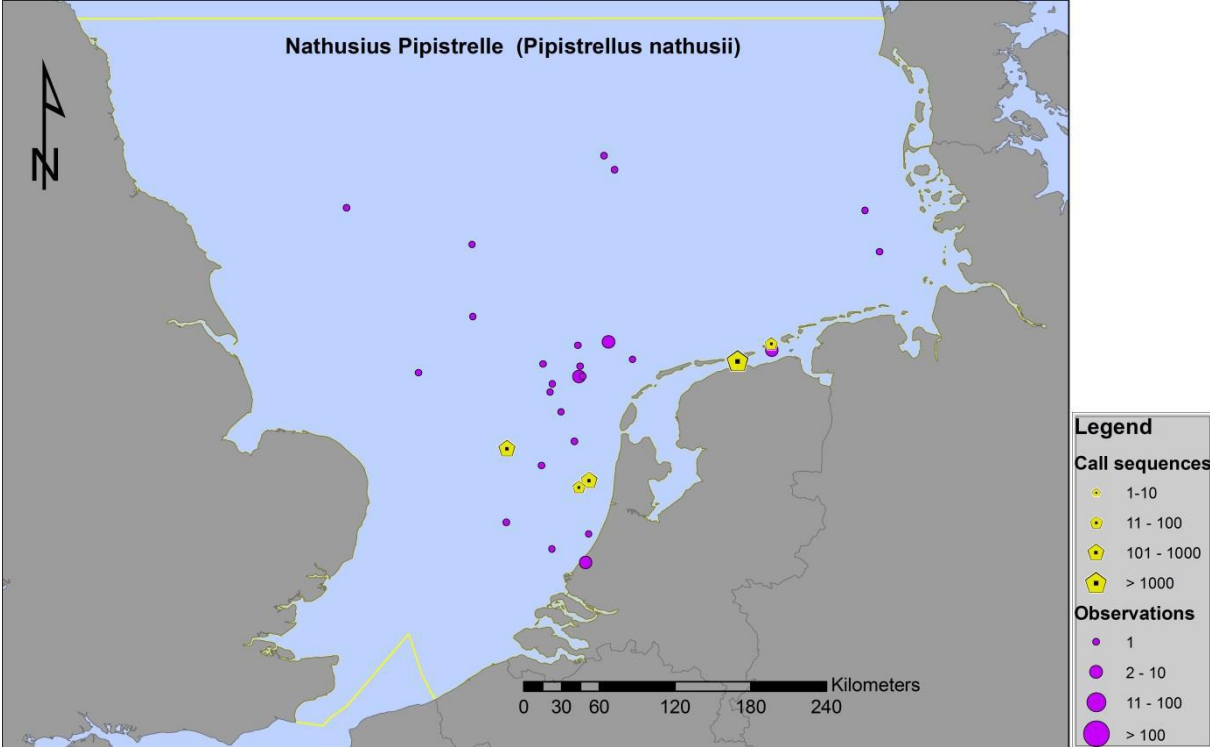 Nathusius Pipistrelle (Pipistrellus nathusii)
N
Kilometers
0 30 60 120 180 240
Legend
Call sequences
1-10
11 - 100
101 - 1000
> 1000
Observations
1
2 - 10
11 - 100
> 100